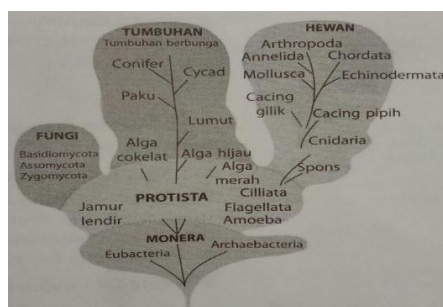 TUMBUHAN
Tumbuhan berbunga
Conifer
Cycad
Paku
Lumut
Alga cokelat
Alga hijau
Alga merah
HEWAN
Arthropoda
Annelida
Chordata
Mollusca
Echinodermata
Cacing gilik
Cacing pipih
Cnidaria
Spons
FUNGI
Basidiomycota
Assomycota
Zygomycota
PROTISTA
Jamur lendir
Cilliata
Flagellata
Amoeba
MONERA
Eubacteria
Archaebacteria